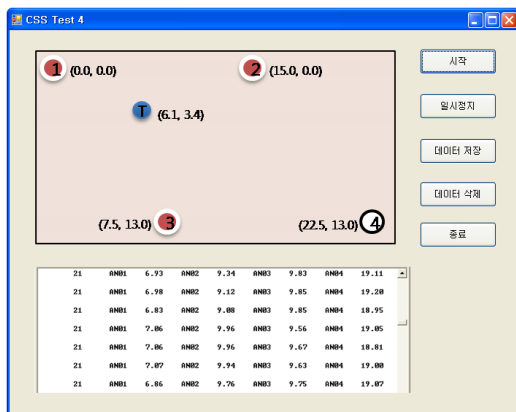 CSS Test 4
1 (0.0, 0.0) 2 (15.0, 0.0)
T (6.1, 3.4)
(7.5, 13.0) 3 (22.5, 13.0) 4
시작
일시정지
데이터 저장
데이터 삭제
종료
21 AN01 6.93 AN02 9.34 AN03 9.83 AN04 19.11
21 AN01 6.98 AN02 9.12 AN03 9.85 AN04 19.20
21 AN01 6.83 AN02 9.08 AN03 9.85 AN04 18.95
21 AN01 7.06 AN02 9.96 AN03 9.56 AN04 19.05
21 AN01 7.06 AN02 9.96 AN03 9.67 AN04 18.81
21 AN01 7.07 AN02 9.94 AN03 9.63 AN04 19.00
21 AN01 6.86 AN02 9.76 AN03 9.75 AN04 19.07